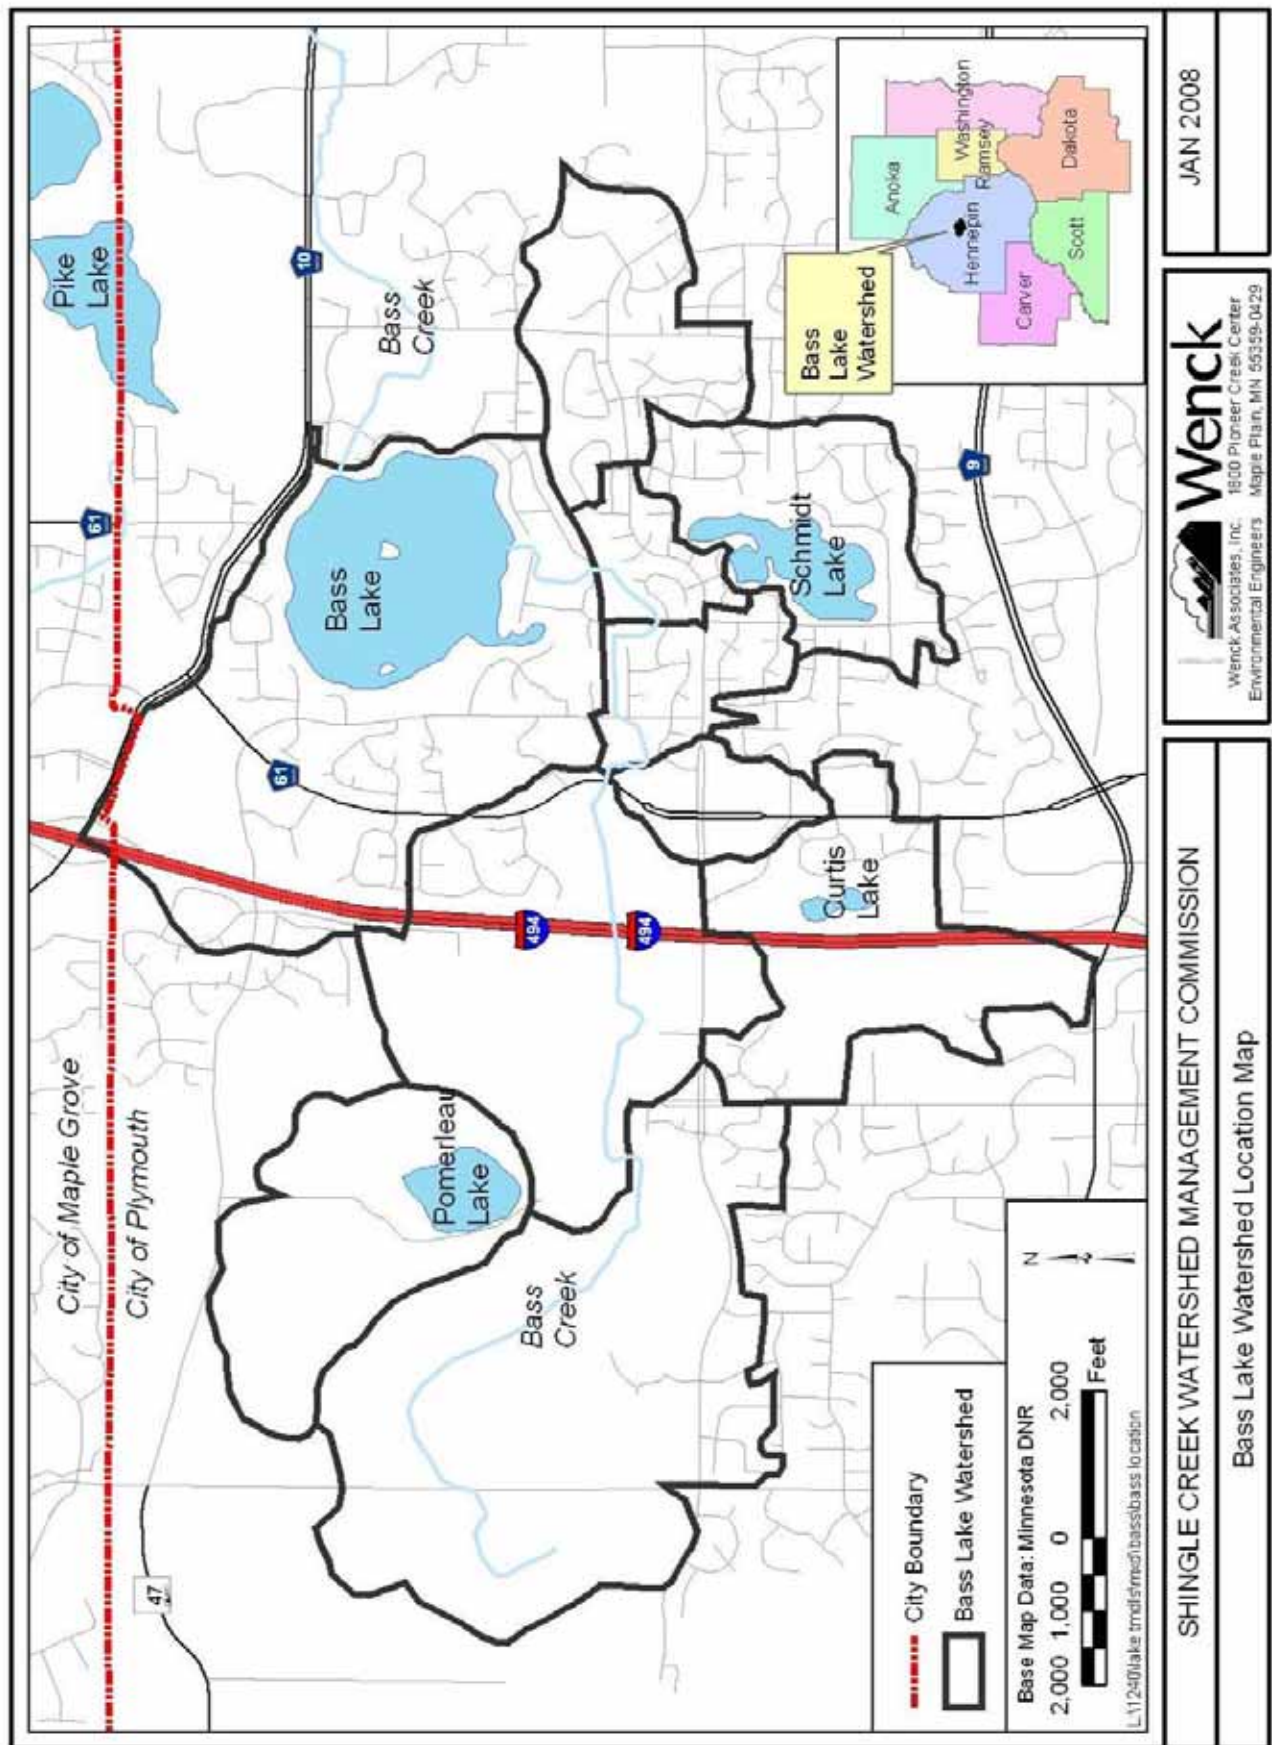 City of Maple Grove
City of Plymouth
Pike
Lake
61
10
47
Bass
Lake
Bass
Creek
61
494
494
Pomerleau
Lake
Bass
Creek
Curtis
Lake
Schmidt
Lake
9
Bass
Lake
Watershed
Anoka
Washington
Hennepin
Ramsey
Carver
Scott
Dakota
City Boundary
Bass Lake Watershed
Base Map Data: Minnesota DNR
2,000 1,000 0 2,000
Feet
N
SHINGLE CREEK WATERSHED MANAGEMENT COMMISSION
Bass Lake Watershed Location Map
Wenck
Wenck Associates, Inc. 1800 Pioneer Creek Center
Environmental Engineers Maple Plain, MN 55359-0429
JAN 2008